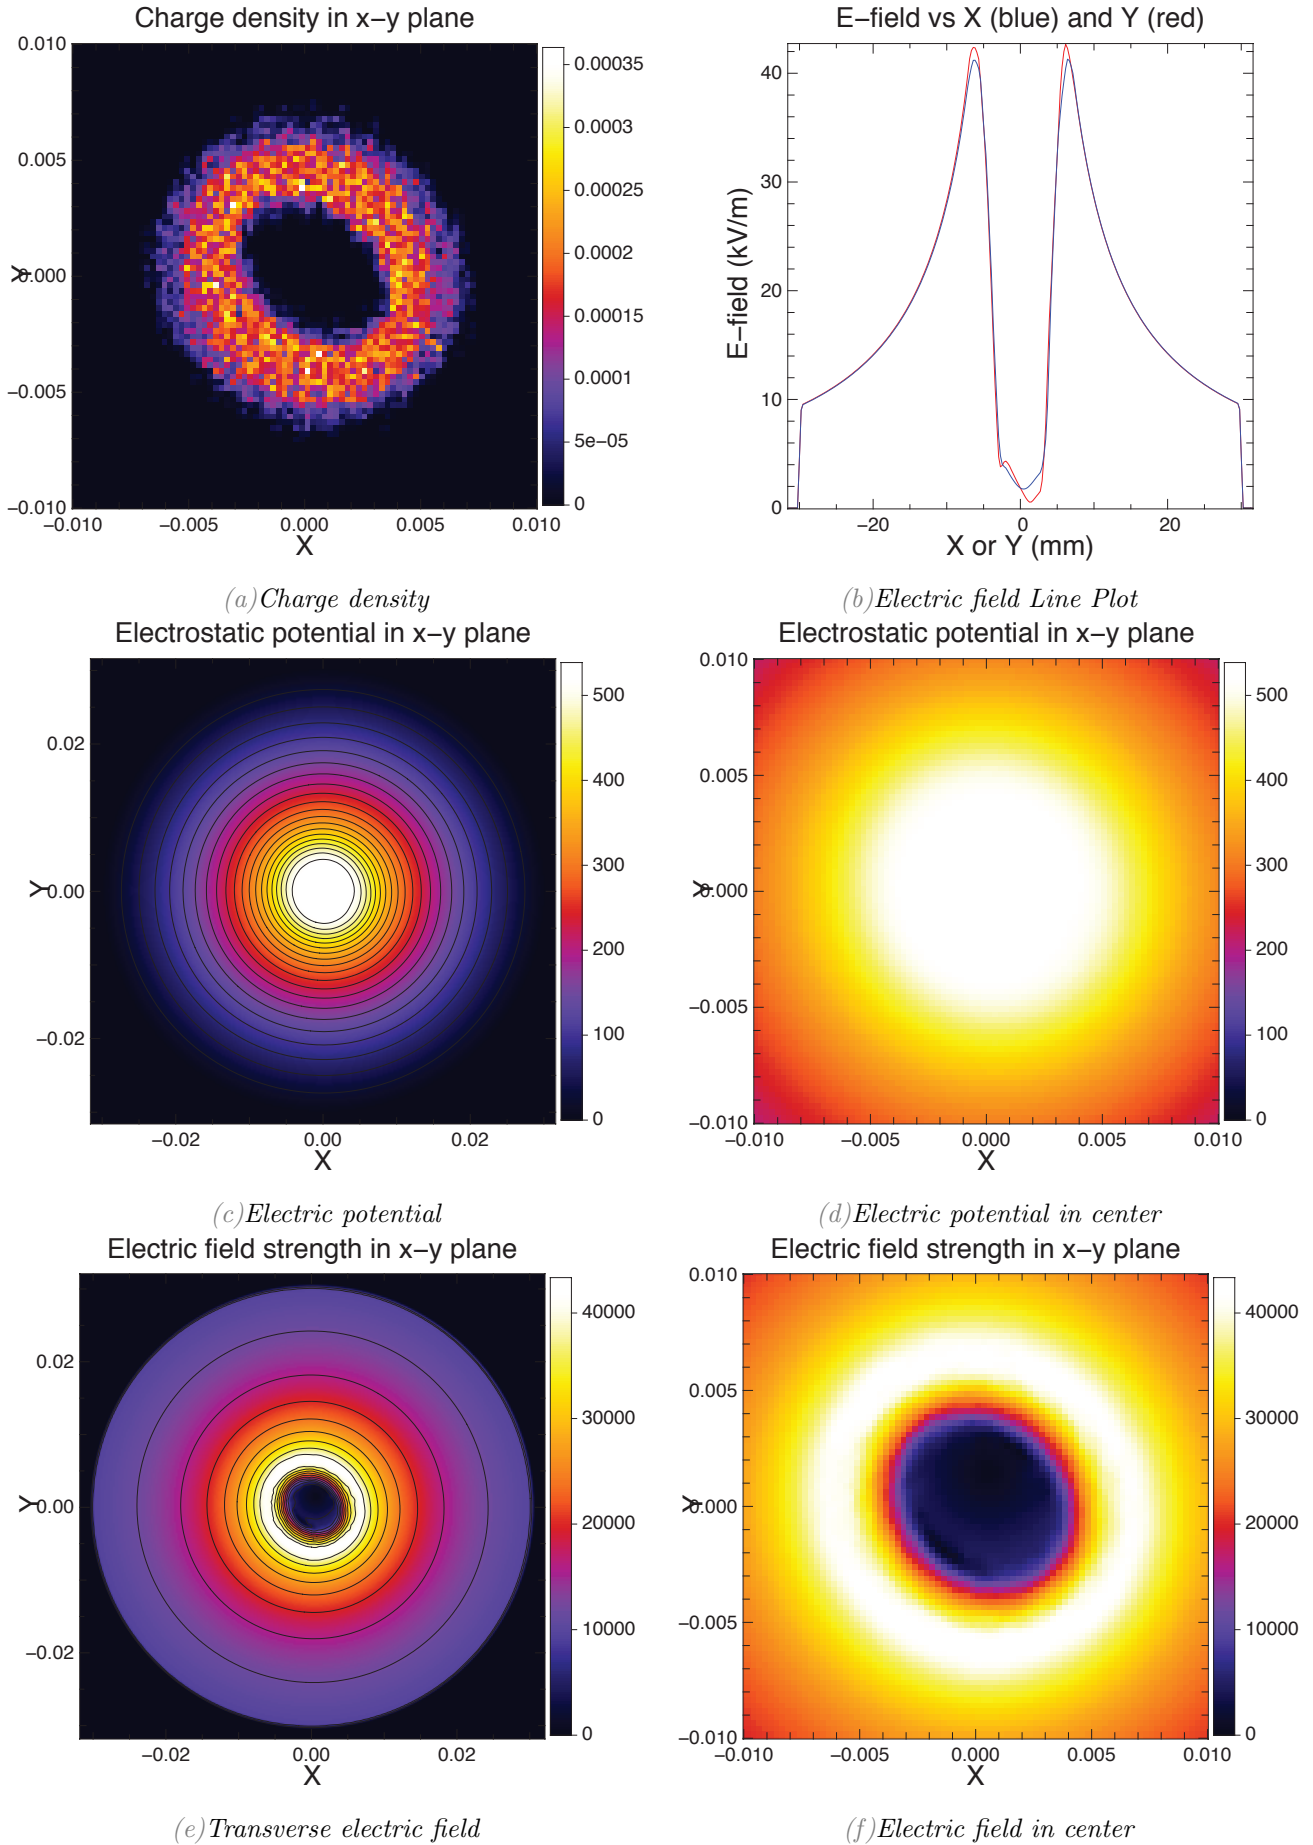 Charge density in x−y plane
E−field vs X (blue) and Y (red)
0.010
0.005
0.000
−0.005
−0.010
Y
−0.010 −0.005 0.000 0.005 0.010
X
0.00035
0.0003
0.00025
0.0002
0.00015
0.0001
5e−05
0
40
30
20
10
0
E−field (kV/m)
−20 0 20
X or Y (mm)
(a)Charge density
(b)Electric field Line Plot
Electrostatic potential in x−y plane
Electrostatic potential in x−y plane
0.02
0.00
−0.02
Y
−0.02 0.00 0.02
X
500
400
300
200
100
0
0.010
0.005
0.000
−0.005
−0.010
Y
−0.010 −0.005 0.000 0.005 0.010
X
500
400
300
200
100
0
(c)Electric potential
(d)Electric potential in center
Electric field strength in x−y plane
Electric field strength in x−y plane
0.02
0.00
−0.02
Y
−0.02 0.00 0.02
X
40000
30000
20000
10000
0
0.010
0.005
0.000
−0.005
−0.010
Y
−0.010 −0.005 0.000 0.005 0.010
X
40000
30000
20000
10000
0
(e)Transverse electric field
(f)Electric field in center